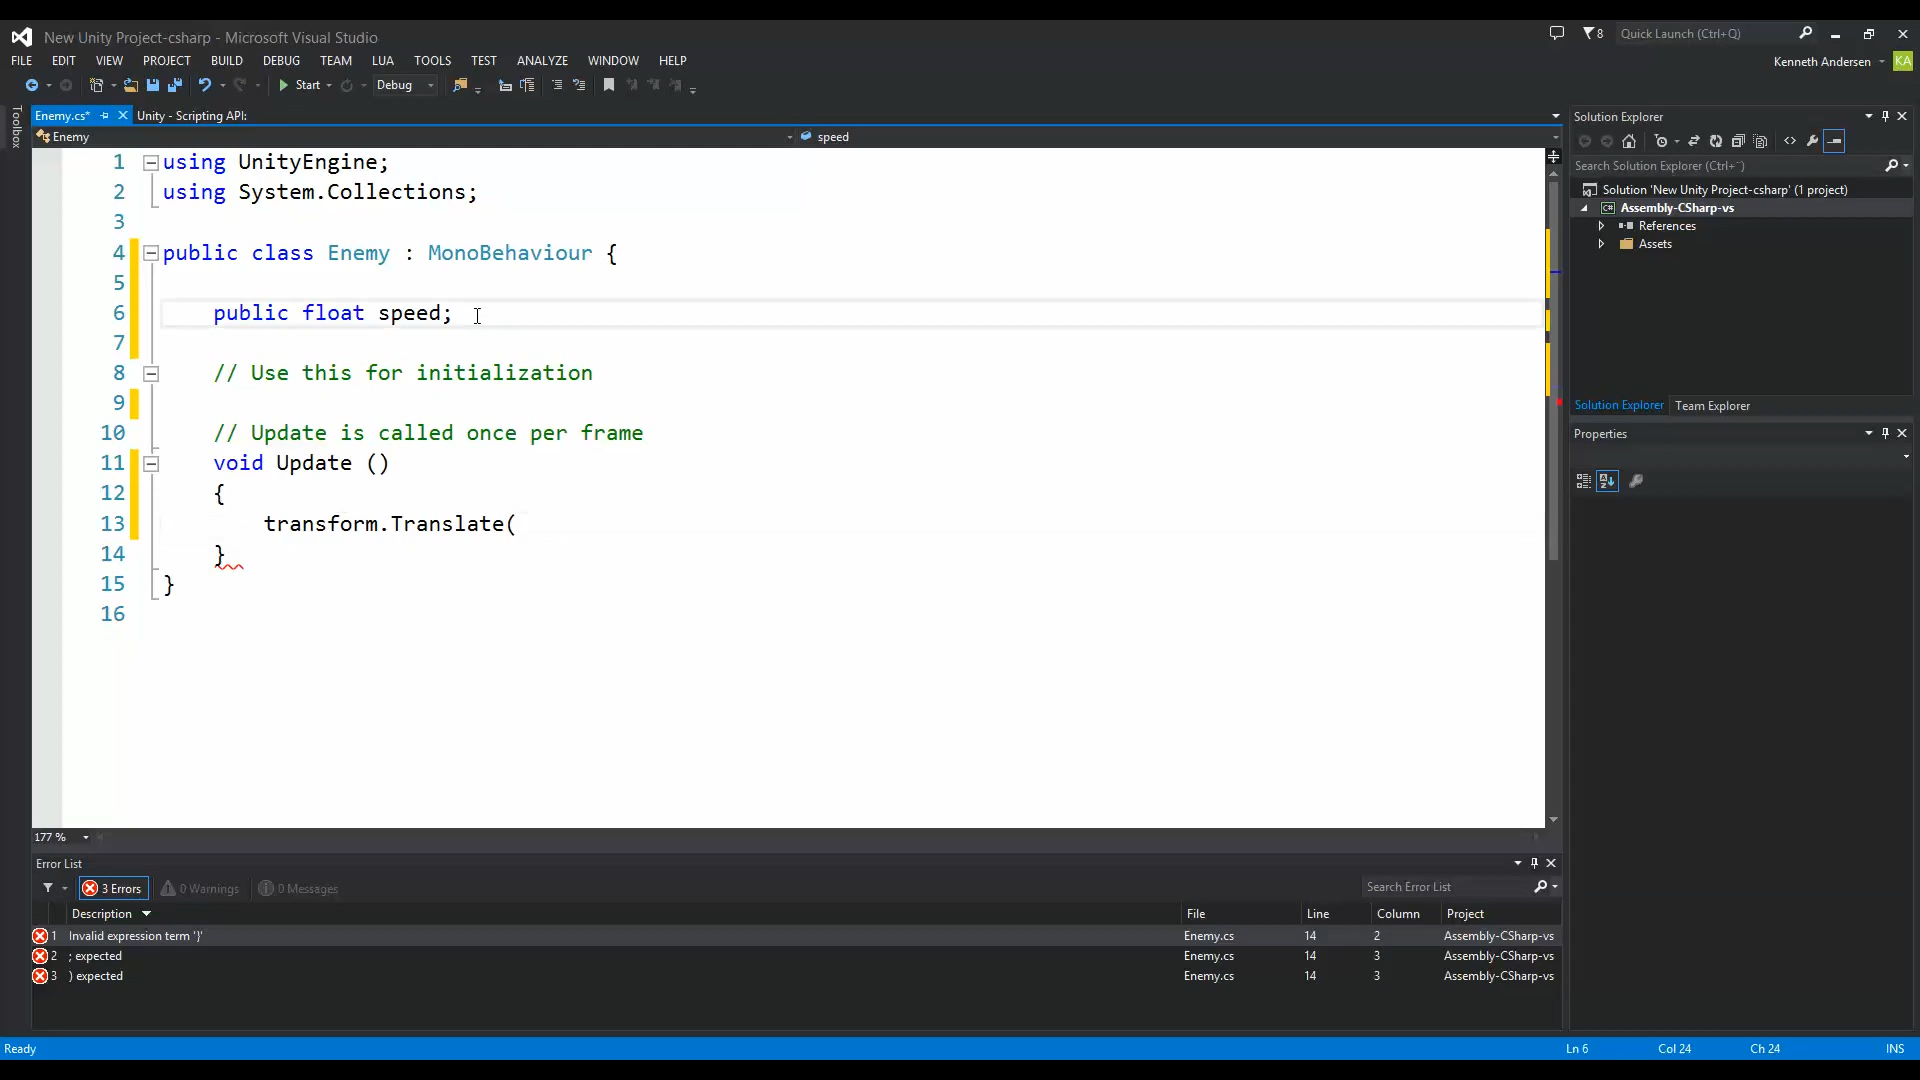 New Unity Project-csharp - Microsoft Visual Studio
8
Quick Launch (Ctrl+Q)
FILE EDIT VIEW PROJECT BUILD DEBUG TEAM LUA TOOLS TEST ANALYZE WINDOW HELP
Kenneth Andersen KA
Start Debug
Toolbox
Enemy.cs* Unity - Scripting API:
Enemy speed
1 using UnityEngine;
2 using System.Collections;
3
4 public class Enemy : MonoBehaviour {
5
6 public float speed;
7
8 // Use this for initialization
9
10 // Update is called once per frame
11 void Update ()
12 {
13 transform.Translate(
14 }
15 }
16
177 %
Solution Explorer
Search Solution Explorer (Ctrl+¨)
Solution 'New Unity Project-csharp' (1 project)
Assembly-CSharp-vs
References
Assets
Solution Explorer Team Explorer
Properties
Error List
3 Errors 0 Warnings 0 Messages
Search Error List
Description File Line Column Project
1 Invalid expression term '}' Enemy.cs 14 2 Assembly-CSharp-vs
2 ; expected Enemy.cs 14 3 Assembly-CSharp-vs
3 ) expected Enemy.cs 14 3 Assembly-CSharp-vs
Ready Ln 6 Col 24 Ch 24 INS